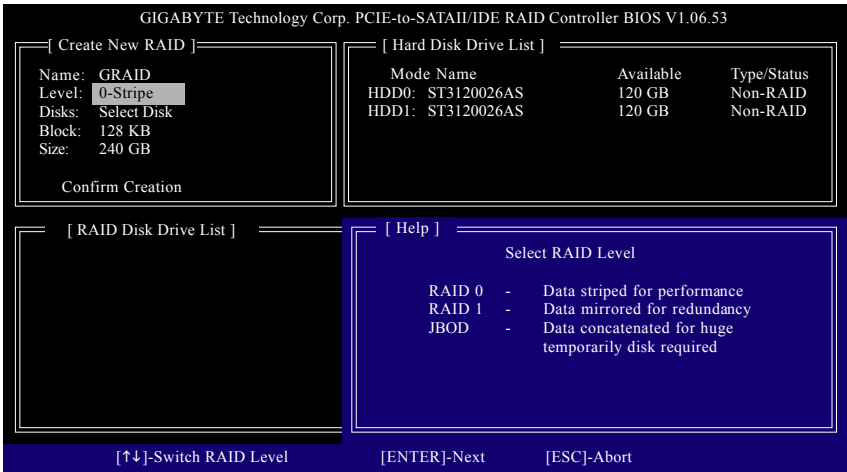 GIGABYTE Technology Corp. PCIE-to-SATAII/IDE RAID Controller BIOS V1.06.53
[ Create New RAID ]
Name: GRAID
Level: 0-Stripe
Disks: Select Disk
Block: 128 KB
Size: 240 GB
Confirm Creation
[ Hard Disk Drive List ]
Mode Name Available Type/Status
HDD0: ST3120026AS 120 GB Non-RAID
HDD1: ST3120026AS 120 GB Non-RAID
[ RAID Disk Drive List ]
[ Help ]
Select RAID Level
RAID 0 - Data striped for performance
RAID 1 - Data mirrored for redundancy
JBOD - Data concatenated for huge
temporarily disk required
[↑↓]-Switch RAID Level [ENTER]-Next [ESC]-Abort